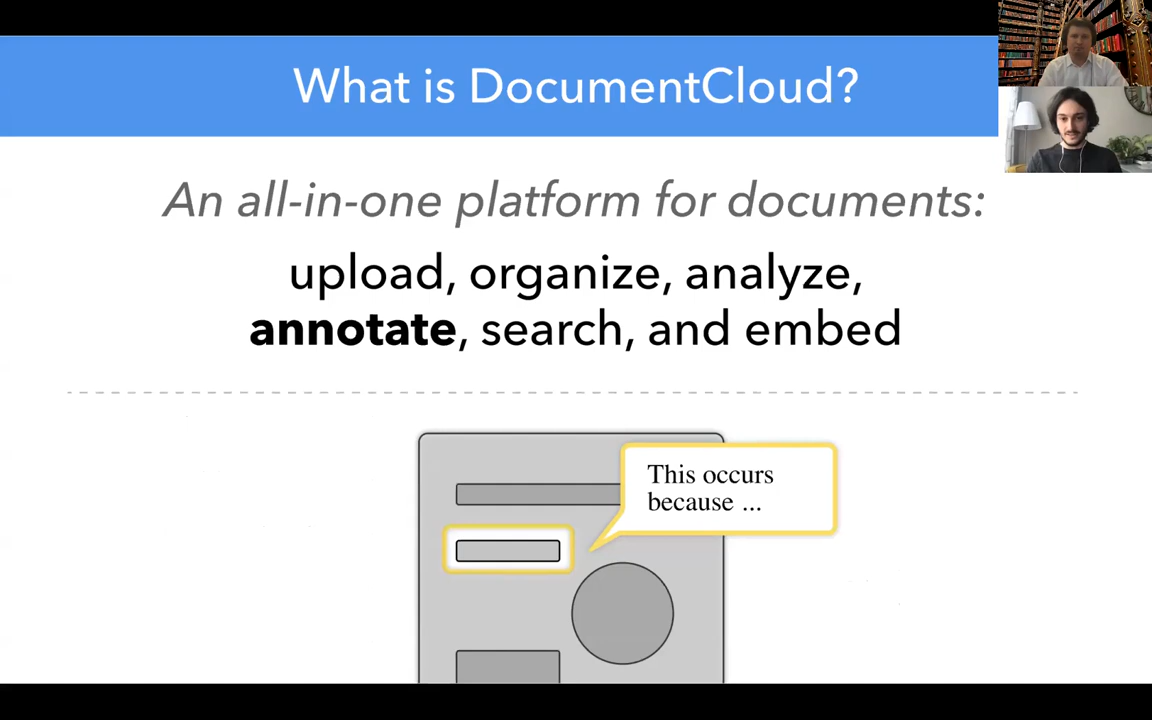 What is DocumentCloud?
An all-in-one platform for documents:
upload, organize, analyze,
annotate, search, and embed
This occurs
because ...